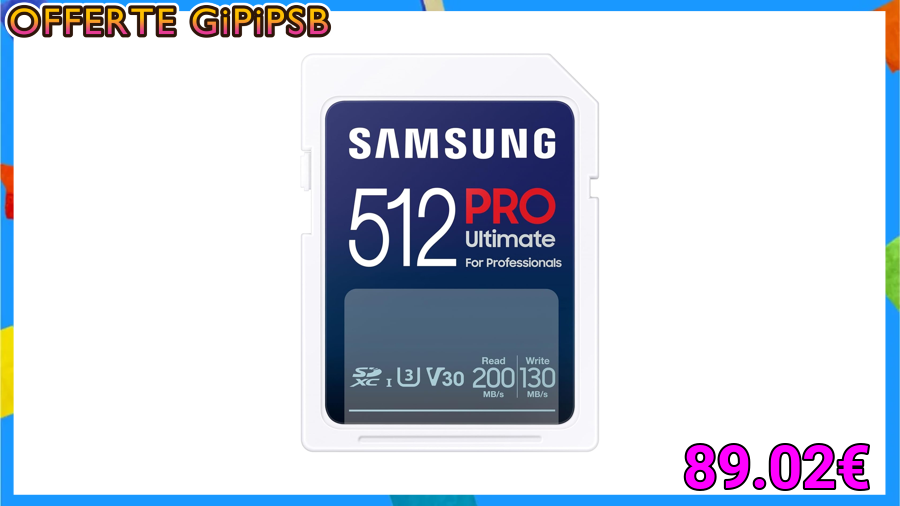 OFFERTE GiPiPSB
SAMSUNG
512 PRO
Ultimate
For Professionals
SDXC I U3 V30 Read 200 MB/s Write 130 MB/s
89.02€